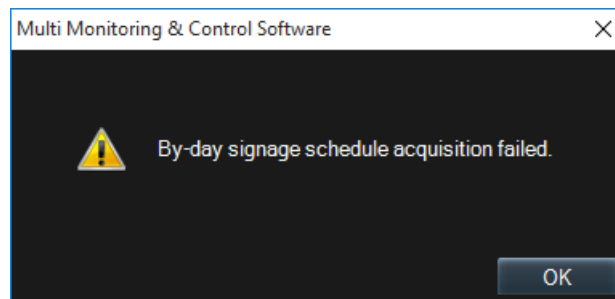 Multi Monitoring & Control Software
By-day signage schedule acquisition failed.
OK